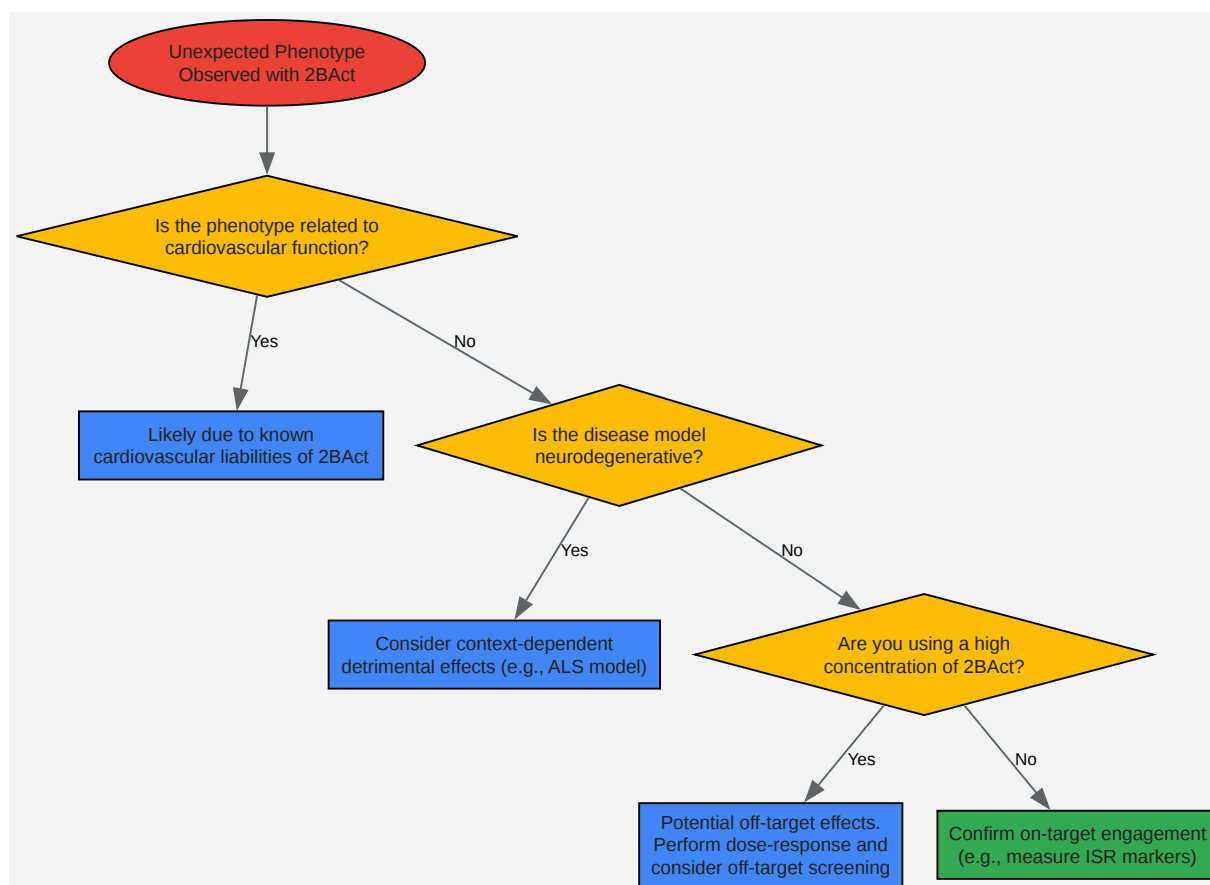 Unexpected Phenotype
Observed with 2BAct
Is the phenotype related to
cardiovascular function?
Yes
No
Likely due to known
cardiovascular liabilities of 2BAct
Is the disease model
neurodegenerative?
Yes
No
Consider context-dependent
detrimental effects (e.g., ALS model)
Are you using a high
concentration of 2BAct?
Yes
No
Potential off-target effects.
Perform dose-response and
consider off-target screening
Confirm on-target engagement
(e.g., measure ISR markers)